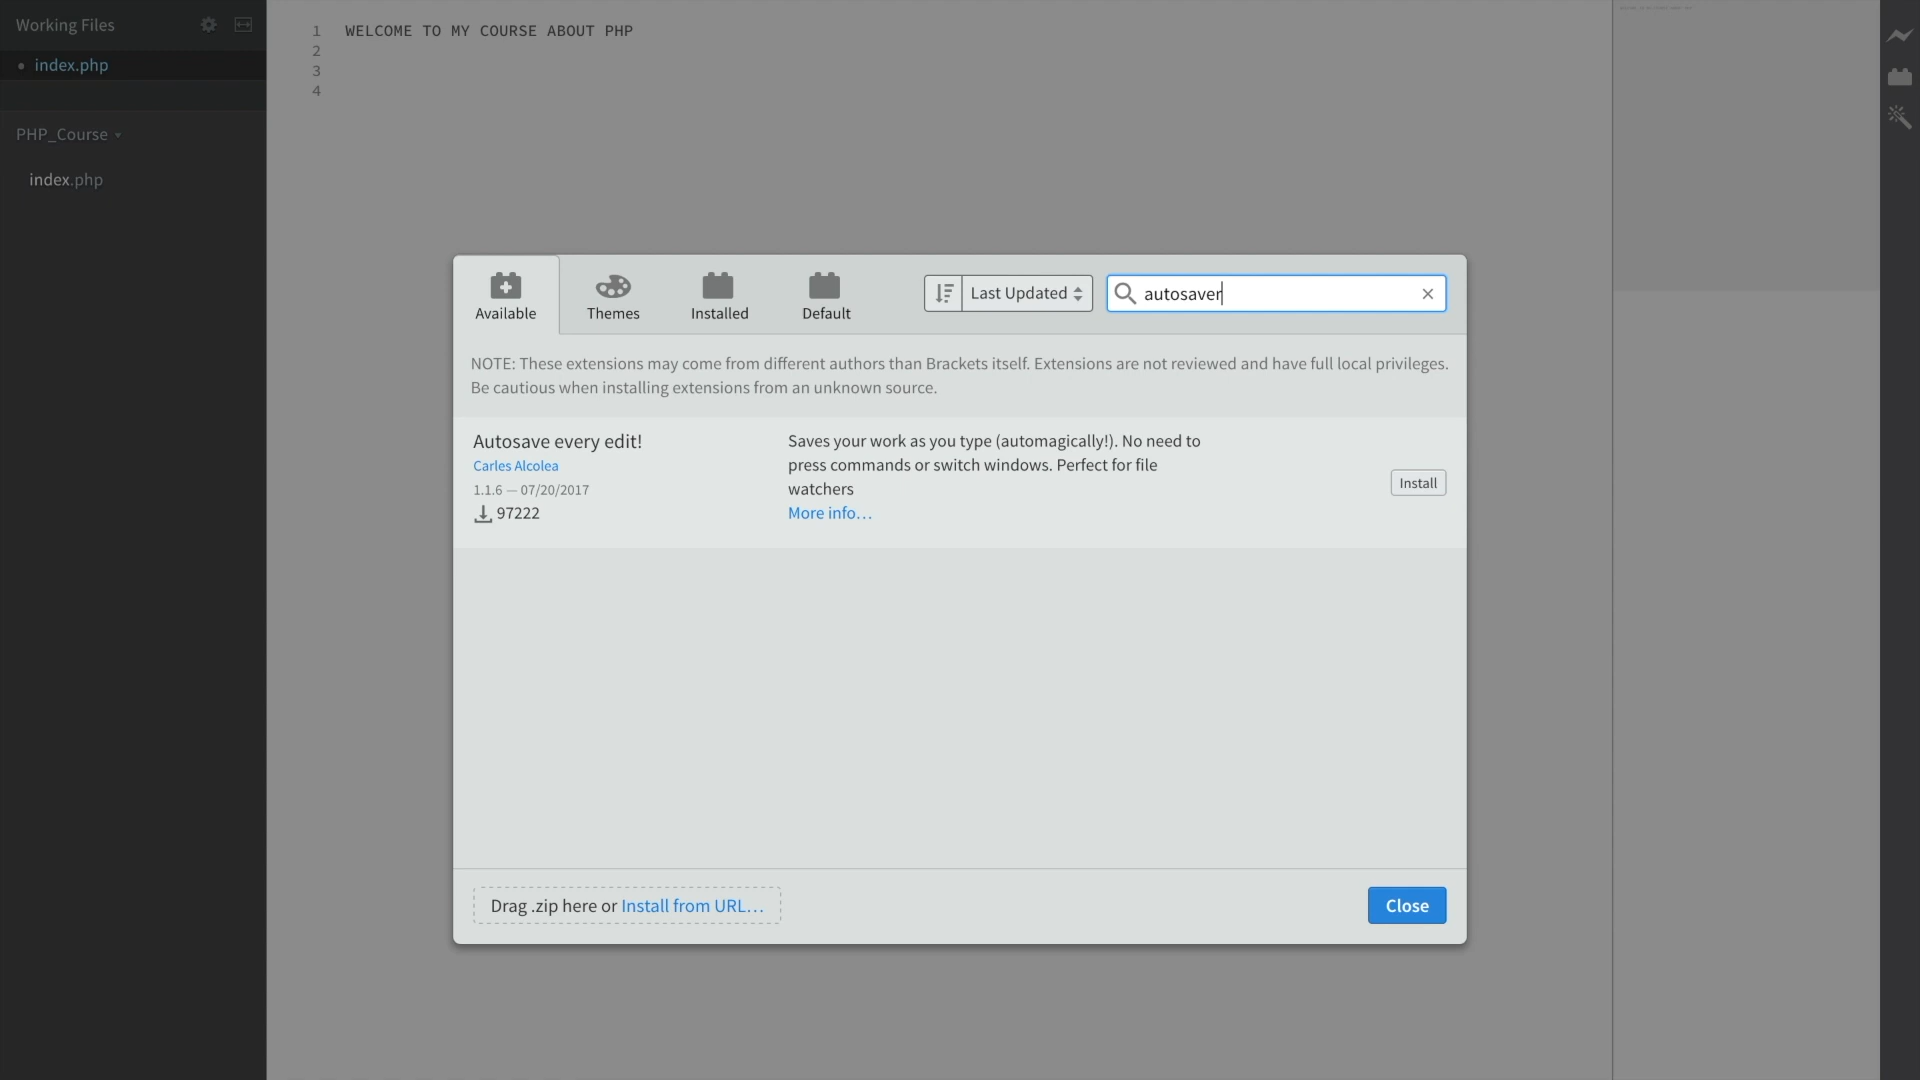 Working Files
index.php
PHP_Course
index.php
1 WELCOME TO MY COURSE ABOUT PHP
2
3
4
Available
Themes
Installed
Default
Last Updated
autosaver
NOTE: These extensions may come from different authors than Brackets itself. Extensions are not reviewed and have full local privileges.
Be cautious when installing extensions from an unknown source.
Autosave every edit!
Carles Alcolea
1.1.6 — 07/20/2017
97222
Saves your work as you type (automagically!). No need to
press commands or switch windows. Perfect for file
watchers
More info…
Install
Drag .zip here or Install from URL…
Close